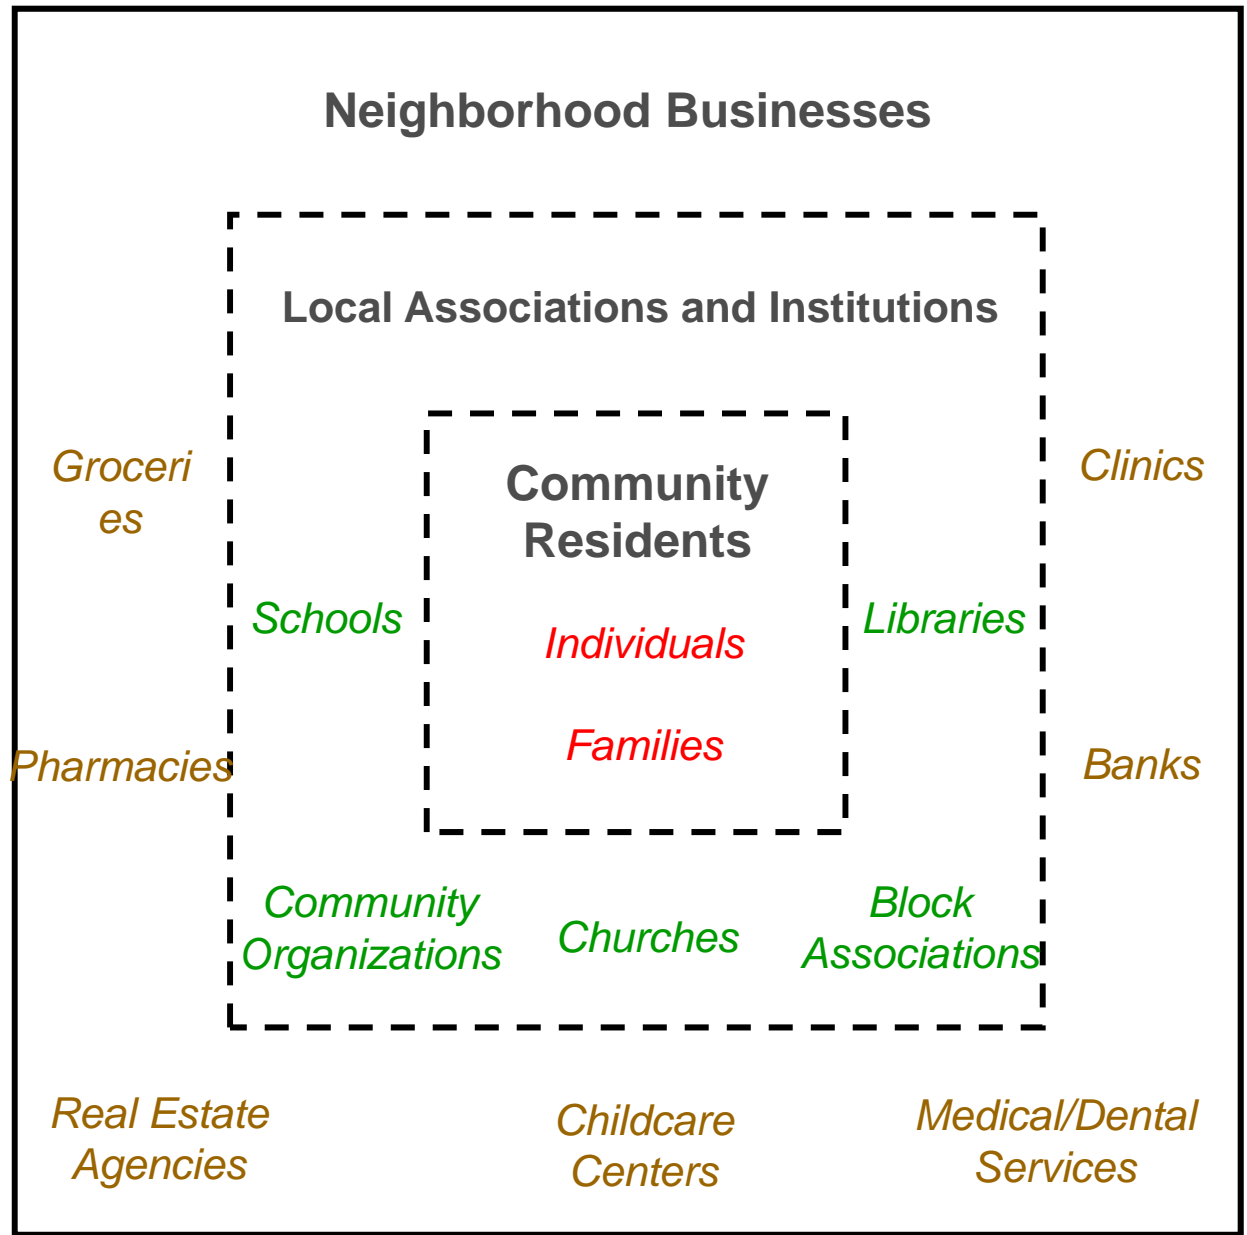 Neighborhood Businesses
Local Associations and Institutions
Community
Residents
Groceri
es
Clinics
Schools
Individuals
Libraries
Families
Pharmacies
Banks
Community
Organizations
Churches
Block
Associations
Real Estate
Agencies
Childcare
Centers
Medical/Dental
Services